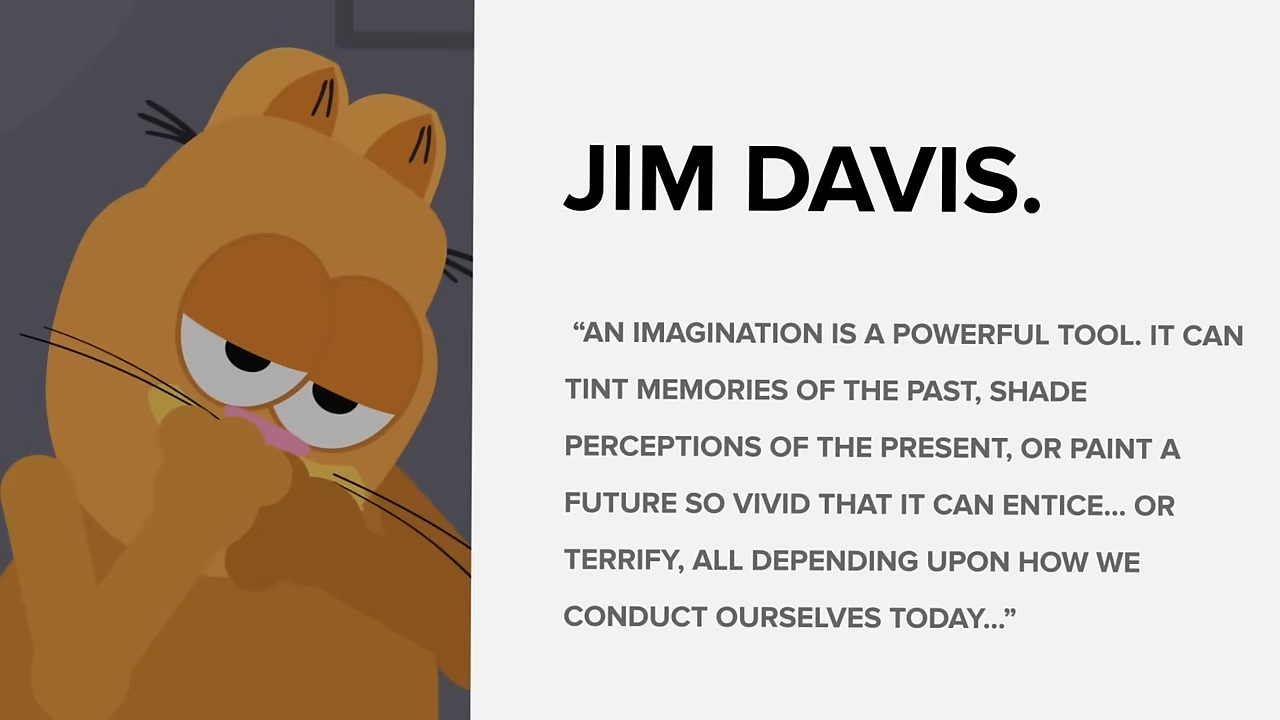 JIM DAVIS.
“AN IMAGINATION IS A POWERFUL TOOL. IT CAN
TINT MEMORIES OF THE PAST, SHADE
PERCEPTIONS OF THE PRESENT, OR PAINT A
FUTURE SO VIVID THAT IT CAN ENTICE... OR
TERRIFY, ALL DEPENDING UPON HOW WE
CONDUCT OURSELVES TODAY...”